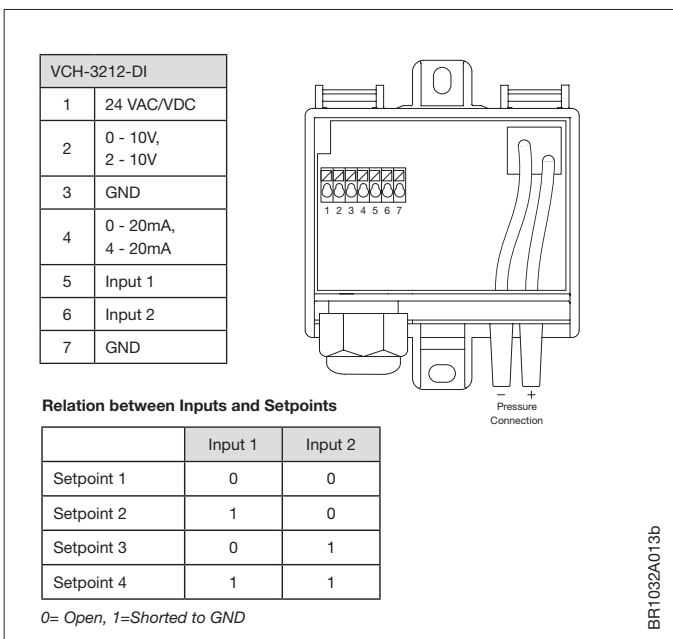 VCH-3212-DI
1 24 VAC/VDC
2 0 - 10V,
2 - 10V
3 GND
4 0 - 20mA,
4 - 20mA
5 Input 1
6 Input 2
7 GND
1 2 3 4 5 6 7
– +
Pressure
Connection
Relation between Inputs and Setpoints
Input 1 Input 2
Setpoint 1 0 0
Setpoint 2 1 0
Setpoint 3 0 1
Setpoint 4 1 1
0= Open, 1=Shorted to GND
BR1032A013b